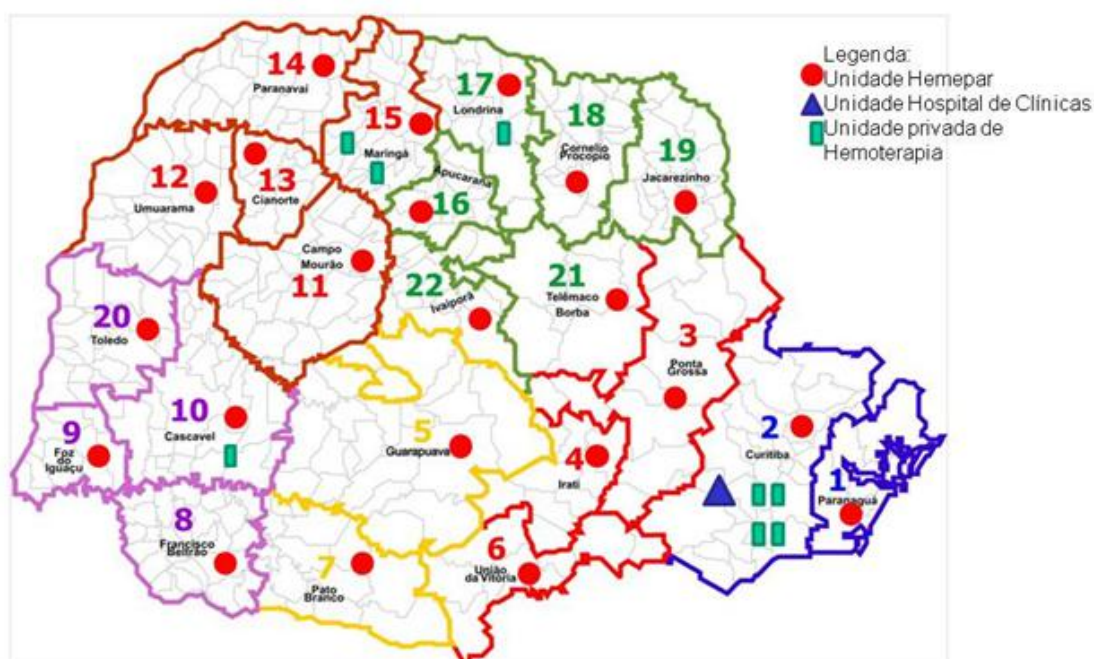 Legenda:
Unidade Hemepar
Unidade Hospital de Clínicas
Unidade privada de
Hemoterapia
14
Paranavaí
15
Maringá
17
Londrina
18
Cornelio
Procopio
19
Jacarezinho
12
Umuarama
13
Cianorte
Apucarana
16
Campo
Mourão
11
22
Ivaiporã
21
Telêmaco
Borba
20
Toledo
3
Ponta
Grossa
10
Cascavel
9
Foz
do
Iguaçu
5
Guarapuava
4
Irati
2
Curitiba
1
Paranaguá
8
Francisco
Beltrão
7
Pato
Branco
6
União
da Vitória